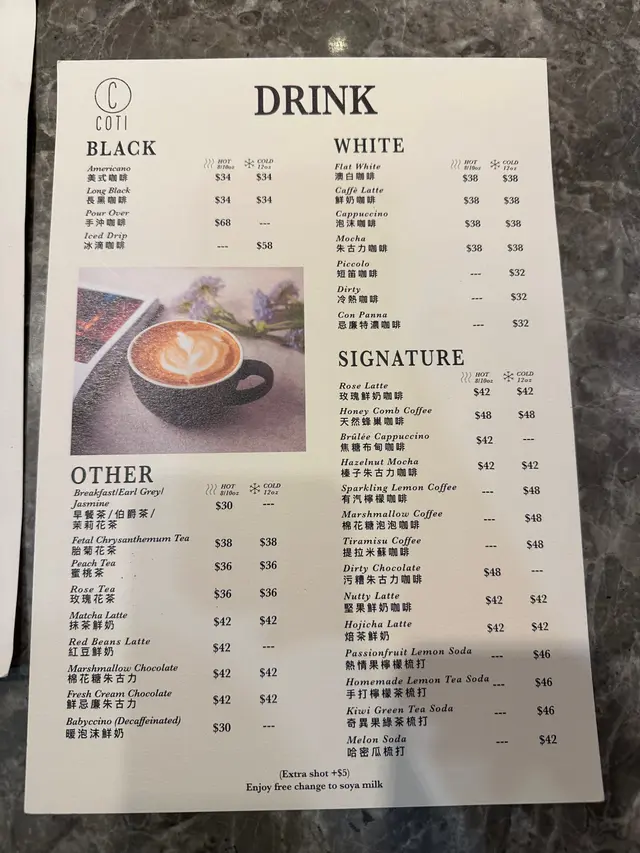 C
COTI
DRINK
BLACK
HOT 8/10oz COLD 12oz
Americano
美式咖啡 $34 $34
Long Black
長黑咖啡 $34 $34
Pour Over
手沖咖啡 $68 ---
Iced Drip
冰滴咖啡 --- $58
WHITE
HOT 8/10oz COLD 12oz
Flat White
澳白咖啡 $38 $38
Caffè Latte
鮮奶咖啡 $38 $38
Cappuccino
泡沫咖啡 $38 $38
Mocha
朱古力咖啡 $38 $38
Piccolo
短笛咖啡 --- $32
Dirty
冷熱咖啡 --- $32
Con Panna
忌廉特濃咖啡 --- $32
OTHER
HOT 8/10oz COLD 12oz
Breakfast/Earl Grey/
Jasmine $30 ---
早餐茶/伯爵茶/
茉莉花茶
Fetal Chrysanthemum Tea $38 $38
胎菊花茶
Peach Tea $36 $36
蜜桃茶
Rose Tea $36 $36
玫瑰花茶
Matcha Latte $42 $42
抹茶鮮奶
Red Beans Latte $42 ---
紅豆鮮奶
Marshmallow Chocolate $42 $42
棉花糖朱古力
Fresh Cream Chocolate $42 $42
鮮忌廉朱古力
Babyccino (Decaffeinated) $30 ---
暖泡沫鮮奶
SIGNATURE
HOT 8/10oz COLD 12oz
Rose Latte $42 $42
玫瑰鮮奶咖啡
Honey Comb Coffee $48 $48
天然蜂巢咖啡
Brûlée Cappuccino $42 ---
焦糖布甸咖啡
Hazelnut Mocha $42 $42
榛子朱古力咖啡
Sparkling Lemon Coffee --- $48
有汽檸檬咖啡
Marshmallow Coffee --- $48
棉花糖泡泡咖啡
Tiramisu Coffee --- $48
提拉米蘇咖啡
Dirty Chocolate $48 ---
污糟朱古力咖啡
Nutty Latte $42 $42
堅果鮮奶咖啡
Hojicha Latte $42 $42
焙茶鮮奶
Passionfruit Lemon Soda --- $46
熱情果檸檬梳打
Homemade Lemon Tea Soda --- $46
手打檸檬茶梳打
Kiwi Green Tea Soda --- $46
奇異果綠茶梳打
Melon Soda --- $42
哈密瓜梳打
(Extra shot +$5)
Enjoy free change to soya milk